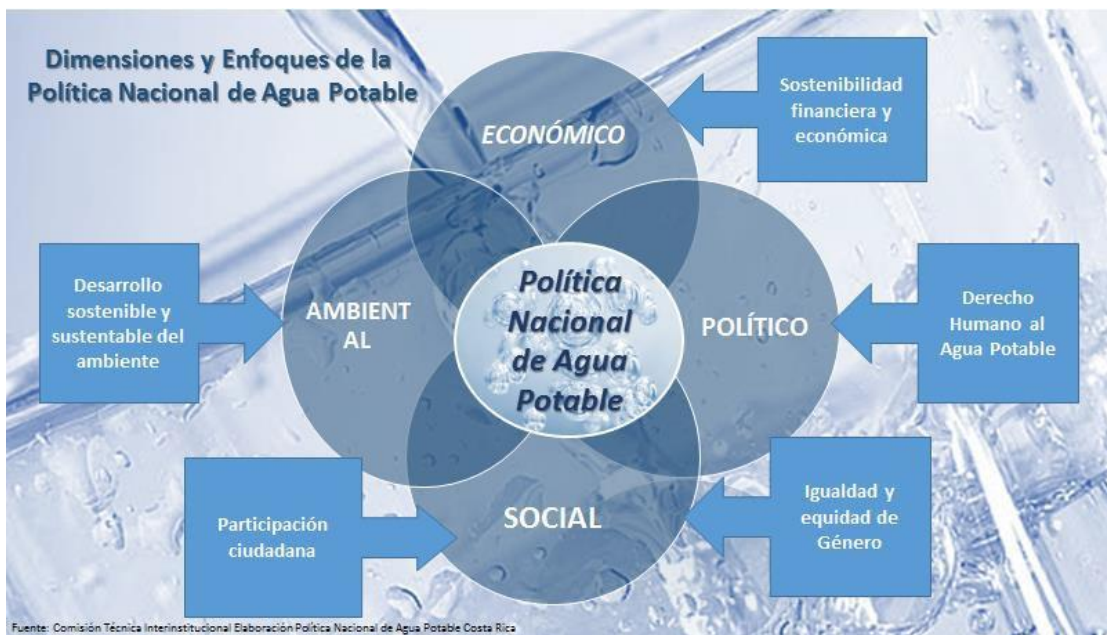 Dimensiones y Enfoques de la
Política Nacional de Agua Potable
ECONÓMICO
Sostenibilidad
financiera y
económica
Desarrollo
sostenible y
sustentable del
ambiente
AMBIENT
AL
Política
Nacional
de Agua
Potable
POLÍTICO
Derecho
Humano al
Agua Potable
Participación
ciudadana
SOCIAL
Igualdad y
equidad de
Género
Fuente: Comisión Técnica Interinstitucional Elaboración Política Nacional de Agua Potable Costa Rica